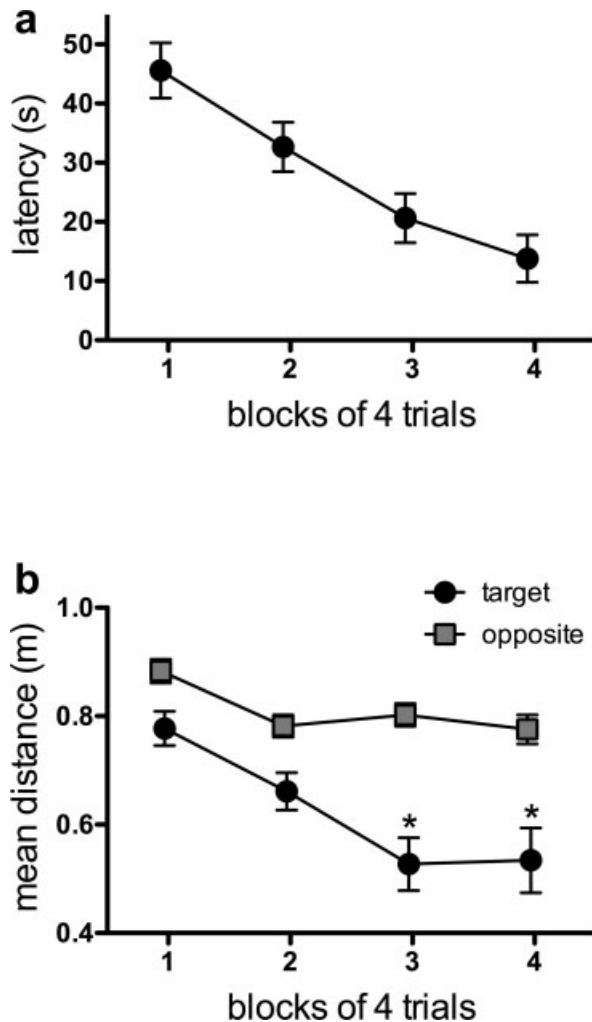 a
latency (s)
50
40
30
20
10
0
1 2 3 4
blocks of 4 trials
b
mean distance (m)
target
opposite
1.0
0.8
0.6
0.4
* *
1 2 3 4
blocks of 4 trials